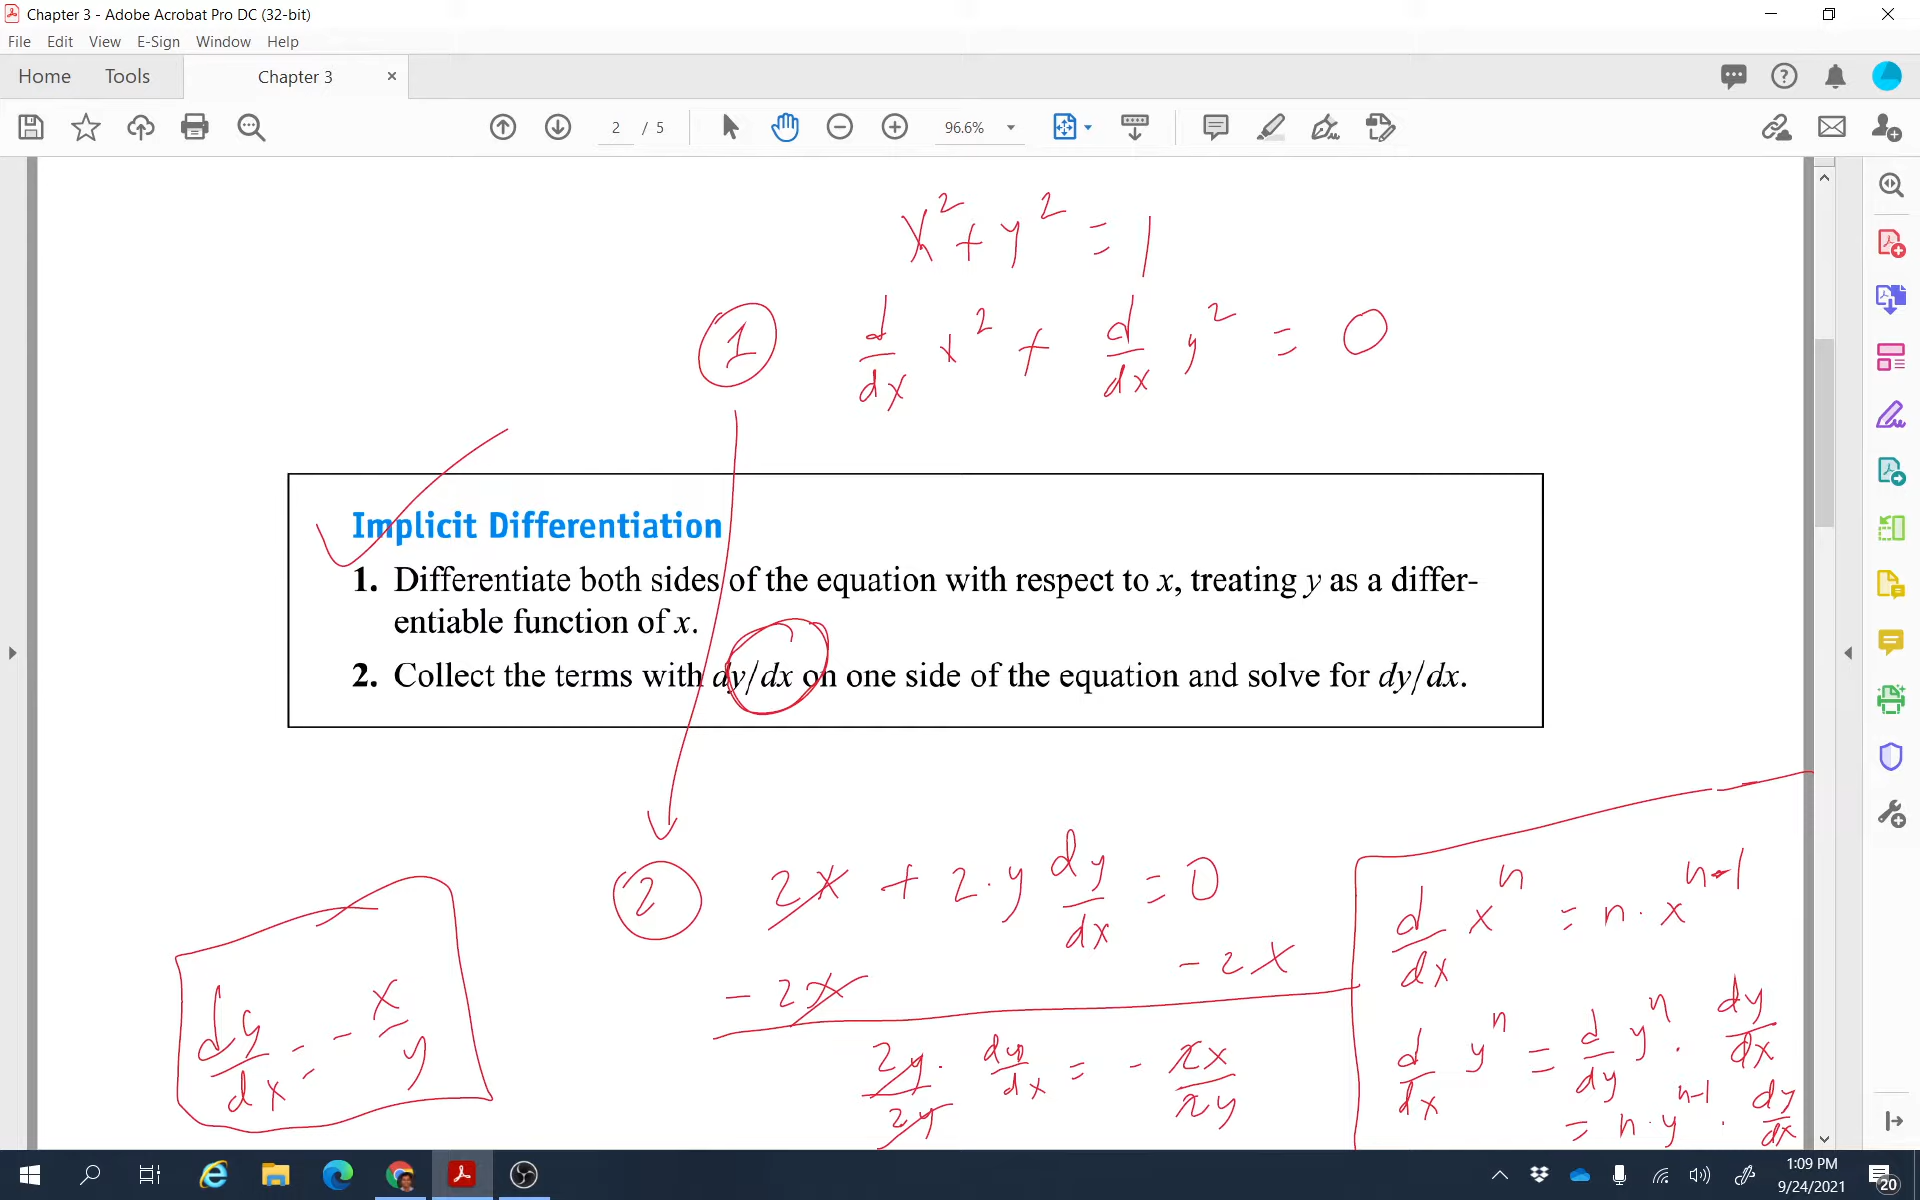 Chapter 3 - Adobe Acrobat Pro DC (32-bit)
File Edit View E-Sign Window Help
Home Tools Chapter 3
2 / 5 96.6%
x² + y² = 1
① d/dx x² + d/dx y² = 0
Implicit Differentiation
1. Differentiate both sides of the equation with respect to x, treating y as a differ-
entiable function of x.
2. Collect the terms with dy/dx on one side of the equation and solve for dy/dx.
② 2x + 2·y dy/dx = 0
- 2x - 2x
2y/2y · dy/dx = - 2x/2y
dy/dx = - x/y
d/dx xⁿ = n·xⁿ⁻¹
d/dx yⁿ = d/dy yⁿ · dy/dx
= n·yⁿ⁻¹ · dy/dx
1:09 PM
9/24/2021
20